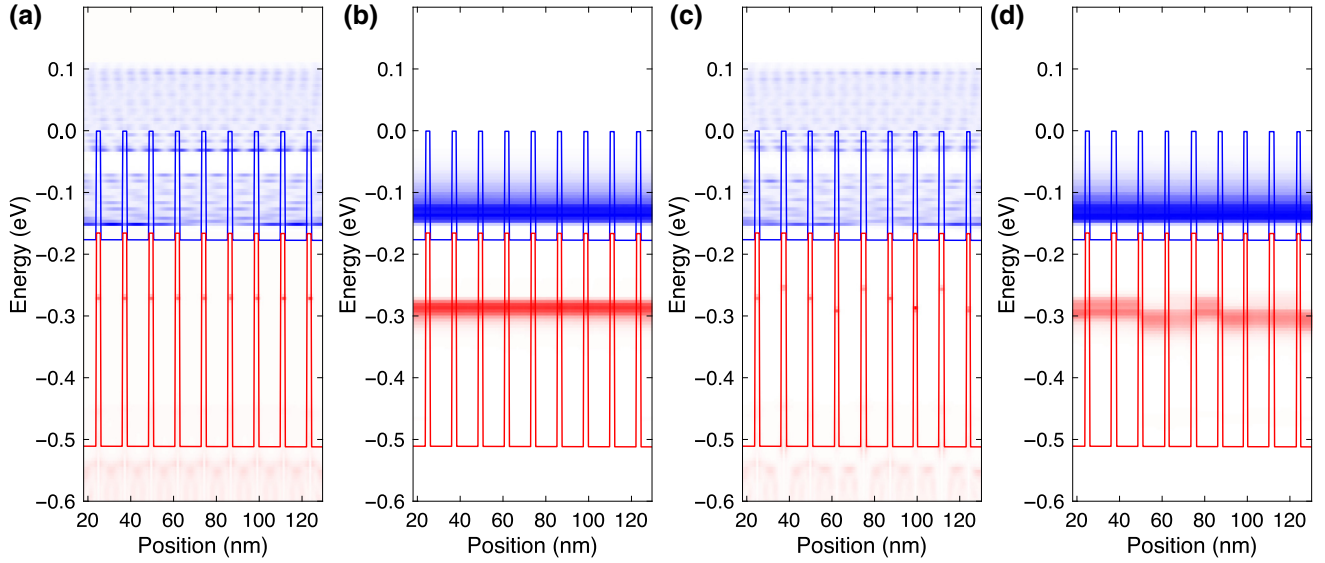 (a) (b) (c) (d)
0.1 0.1 0.1 0.1
0.0 0.0 0.0 0.0
−0.1 −0.1 −0.1 −0.1
−0.2 −0.2 −0.2 −0.2
−0.3 −0.3 −0.3 −0.3
−0.4 −0.4 −0.4 −0.4
−0.5 −0.5 −0.5 −0.5
−0.6 −0.6 −0.6 −0.6
Energy (eV) Energy (eV) Energy (eV) Energy (eV)
20 40 60 80 100 120 20 40 60 80 100 120 20 40 60 80 100 120 20 40 60 80 100 120
Position (nm) Position (nm) Position (nm) Position (nm)